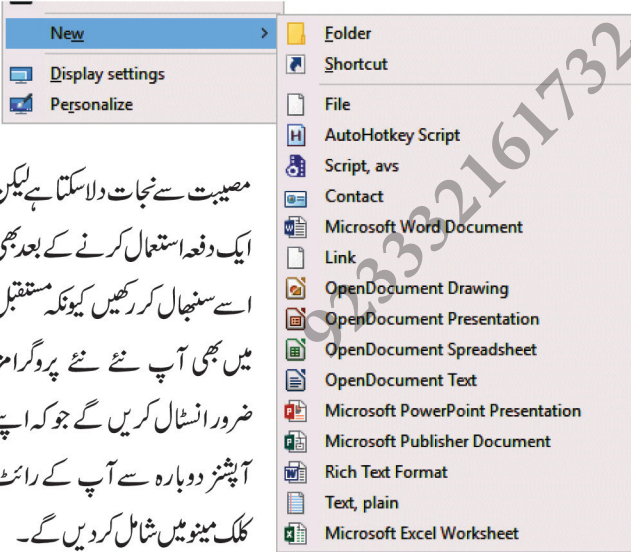 New
Display settings
Personalize
Folder
Shortcut
File
AutoHotkey Script
Script, avs
Contact
Microsoft Word Document
Link
OpenDocument Drawing
OpenDocument Presentation
OpenDocument Spreadsheet
OpenDocument Text
Microsoft PowerPoint Presentation
Microsoft Publisher Document
Rich Text Format
Text, plain
Microsoft Excel Worksheet
مصیبت سے نجات دلا سکتا ہے لیکن
ایک دفعہ استعمال کرنے کے بعد بھی
اسے سنبھال کر رکھیں کیونکہ مستقبل
میں بھی آپ نئے نئے پروگرامز
ضرور انسٹال کریں گے جو کہ اپنے
آپشنز دوبارہ سے آپ کے رائٹ
کلک مینو میں شامل کر دیں گے۔
923332161732